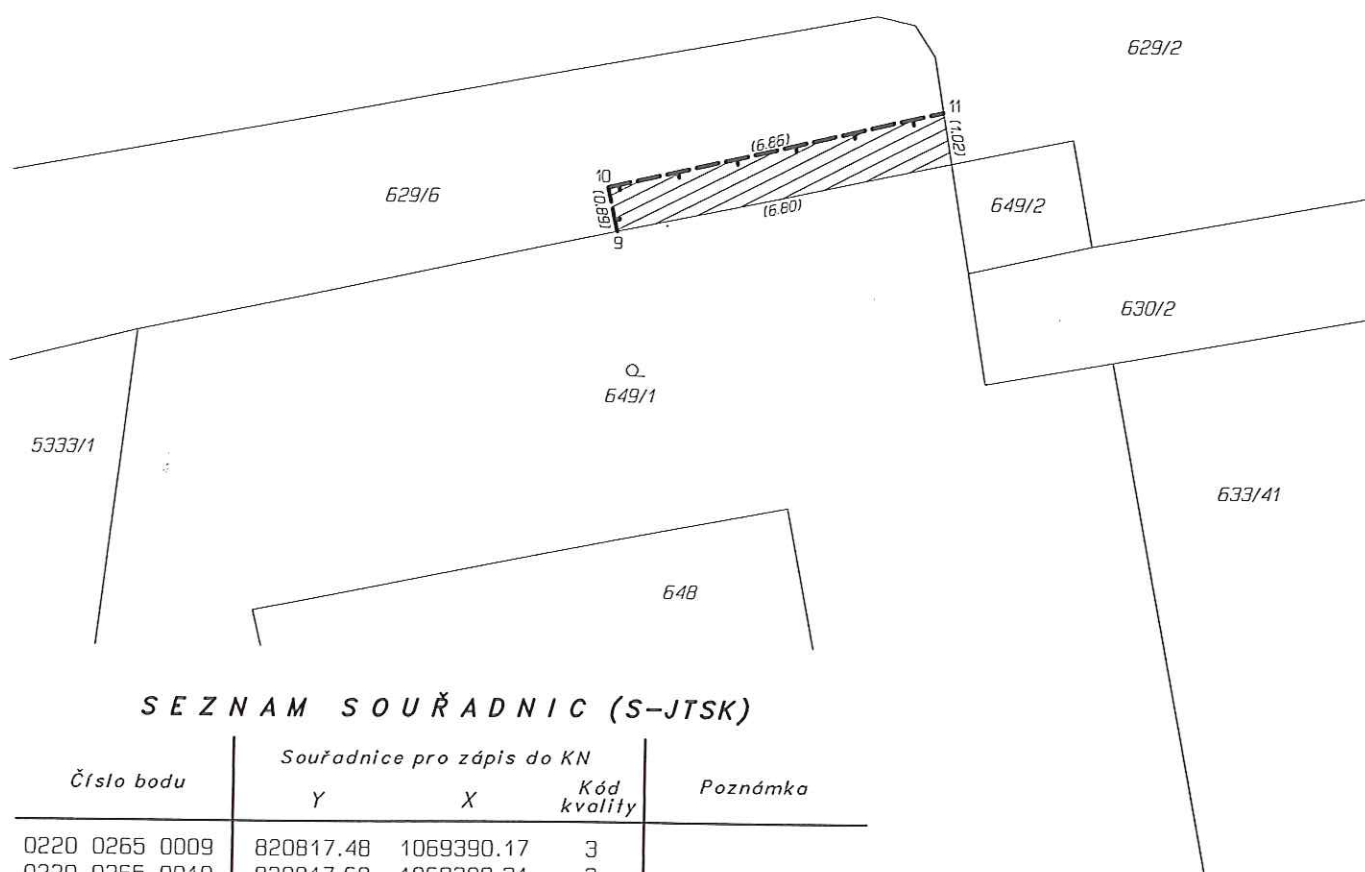 629/2
11
(6.86)
(1.02)
10
629/6
(0.89)
649/2
(6.80)
9
630/2
649/1
5333/1
633/41
648
SEZNAM SOUŘADNIC (S-JTSK)
Číslo bodu
Souřadnice pro zápis do KN
Y X Kód kvality
Poznámka
0220 0265 0009 820817.48 1069390.17 3